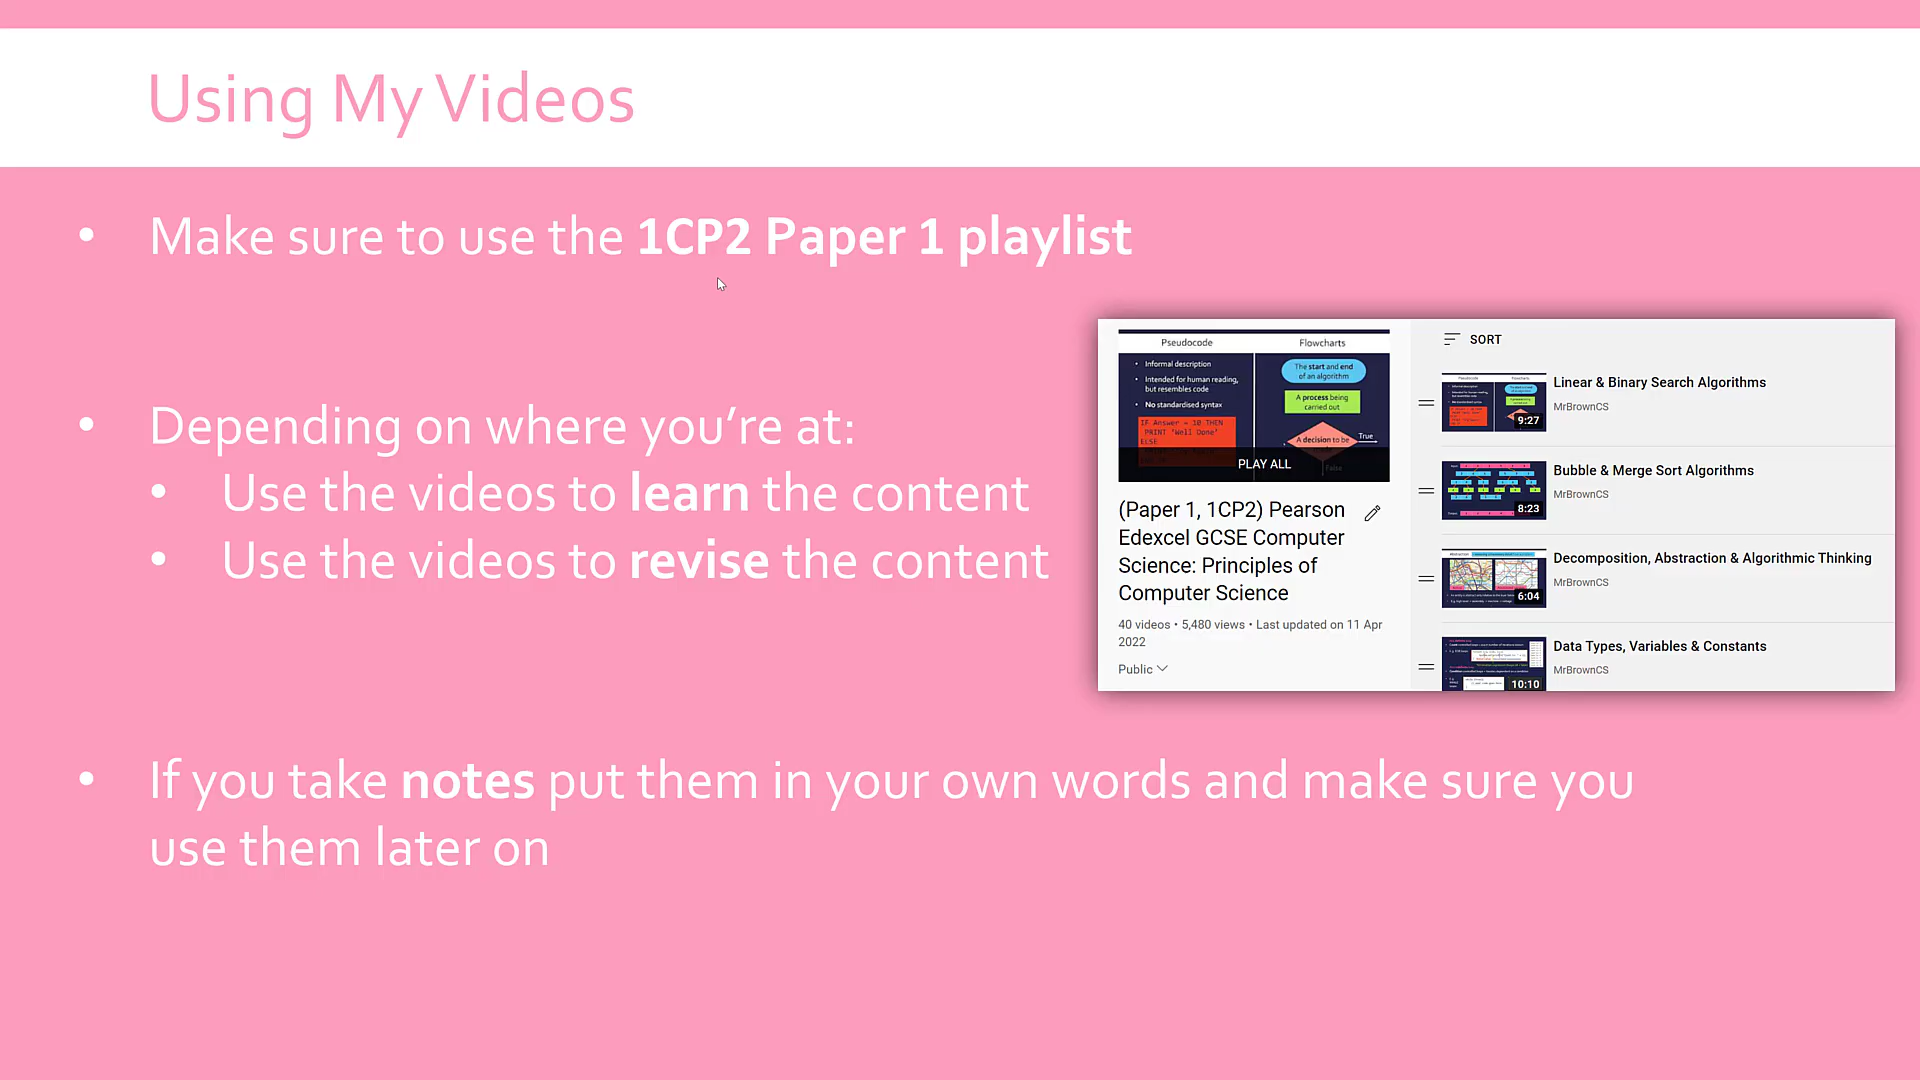 Using My Videos
• Make sure to use the 1CP2 Paper 1 playlist
• Depending on where you’re at:
• Use the videos to learn the content
• Use the videos to revise the content
• If you take notes put them in your own words and make sure you
use them later on
Pseudocode
• Informal description
• Intended for human reading,
but resembles code
• No standardised syntax
IF Answer = 10 THEN
PRINT 'Well Done'
ELSE
Flowcharts
The start and end
of an algorithm
A process being
carried out
A decision to be
True
False
PLAY ALL
(Paper 1, 1CP2) Pearson
Edexcel GCSE Computer
Science: Principles of
Computer Science
40 videos • 5,480 views • Last updated on 11 Apr
2022
Public
SORT
9:27
Linear & Binary Search Algorithms
MrBrownCS
8:23
Bubble & Merge Sort Algorithms
MrBrownCS
6:04
Decomposition, Abstraction & Algorithmic Thinking
MrBrownCS
10:10
Data Types, Variables & Constants
MrBrownCS